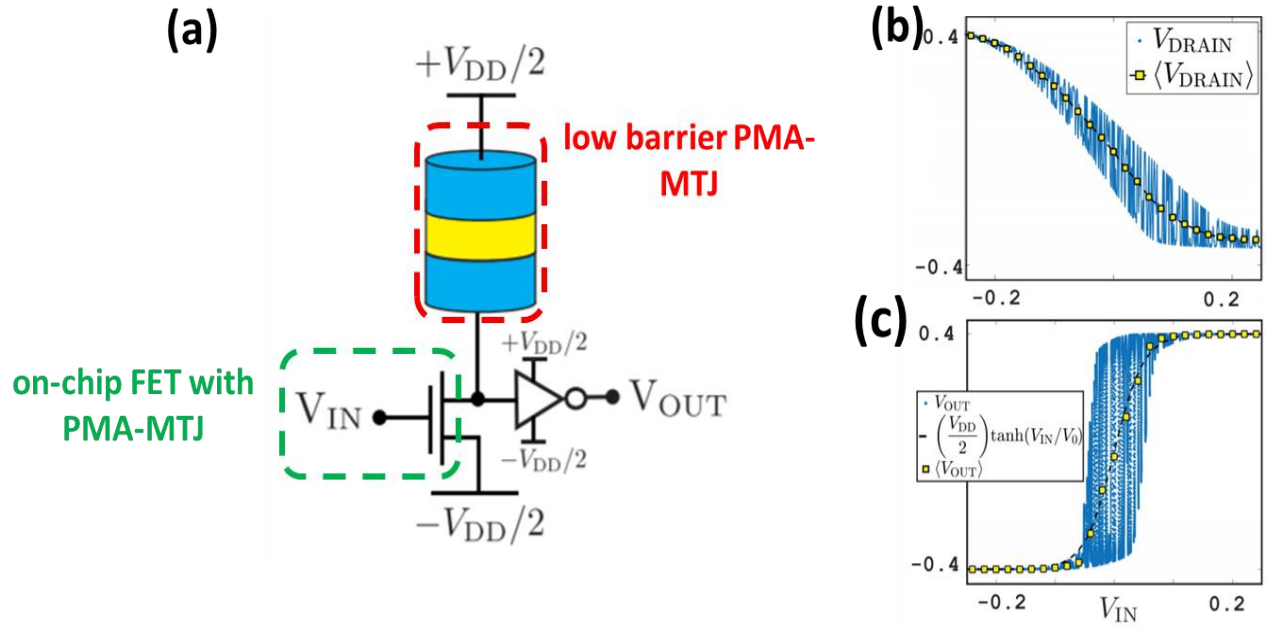 (a)
+V_DD/2
low barrier PMA-
MTJ
on-chip FET with
PMA-MTJ
V_IN
+V_DD/2
V_OUT
−V_DD/2
−V_DD/2
(b)
0.4
-0.4
-0.2
0.2
V_DRAIN
⟨V_DRAIN⟩
(c)
0.4
-0.4
-0.2
0.2
V_IN
V_OUT
(V_DD/2) tanh(V_IN/V_0)
⟨V_OUT⟩